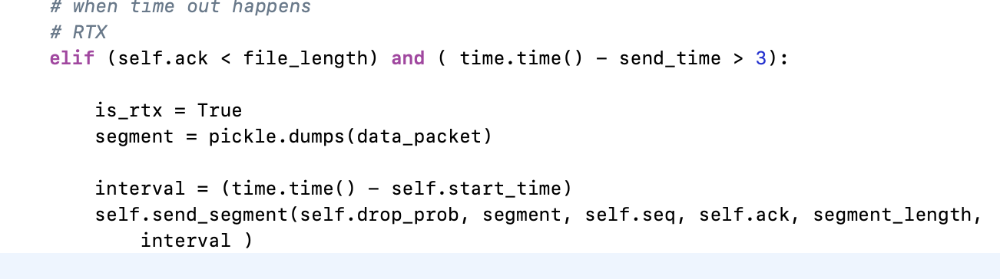 # when time out happens
# RTX
elif (self.ack < file_length) and ( time.time() - send_time > 3):
is_rtx = True
segment = pickle.dumps(data_packet)
interval = (time.time() - self.start_time)
self.send_segment(self.drop_prob, segment, self.seq, self.ack, segment_length,
interval )